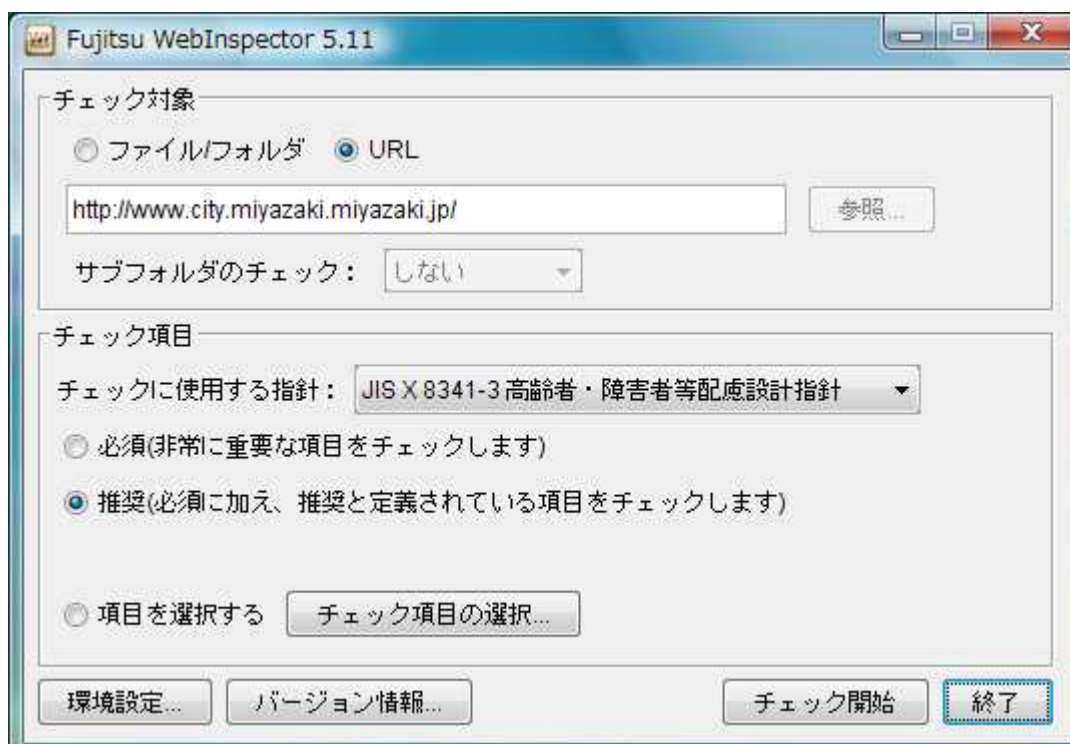 Fujitsu WebInspector 5.11
チェック対象
ファイル/フォルダ URL
http://www.city.miyazaki.miyazaki.jp/ 参照...
サブフォルダのチェック： しない
チェック項目
チェックに使用する指針： JIS X 8341-3 高齢者・障害者等配慮設計指針
必須(非常に重要な項目をチェックします)
推奨(必須に加え、推奨と定義されている項目をチェックします)
項目を選択する チェック項目の選択...
環境設定... バージョン情報... チェック開始 終了